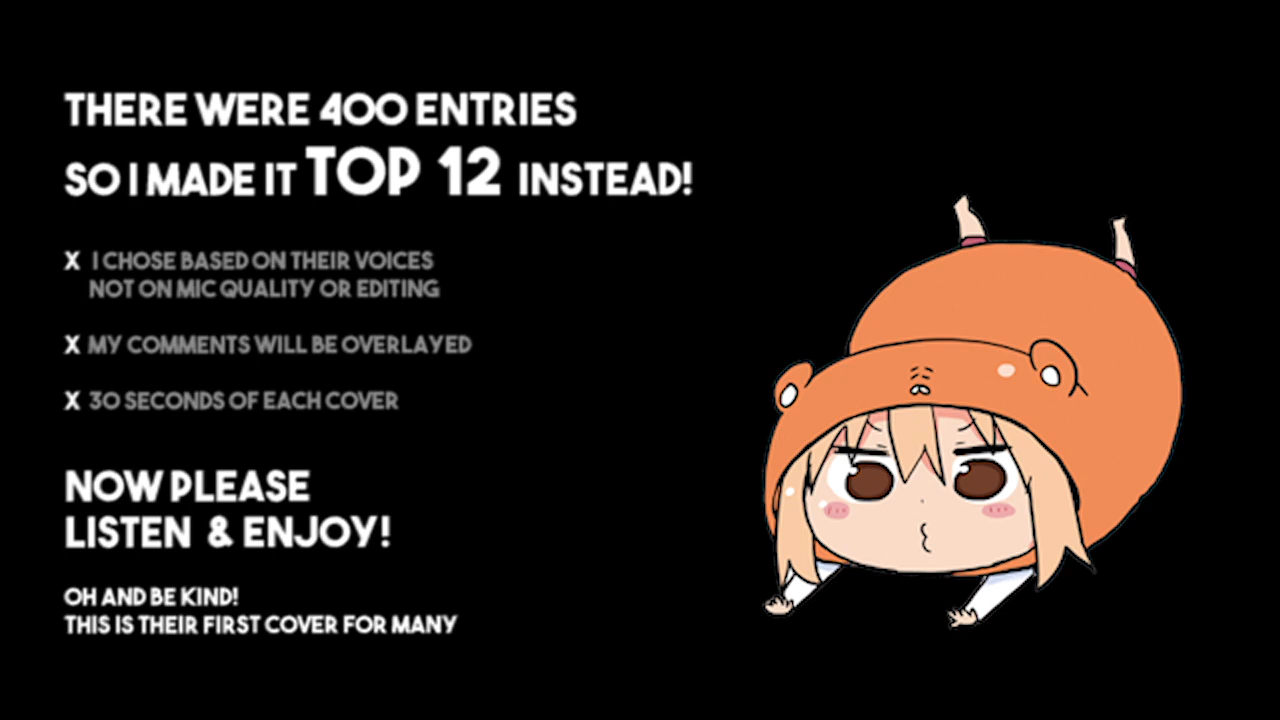 THERE WERE 400 ENTRIES
SO I MADE IT TOP 12 INSTEAD!
X I CHOSE BASED ON THEIR VOICES
NOT ON MIC QUALITY OR EDITING
X MY COMMENTS WILL BE OVERLAYED
X 30 SECONDS OF EACH COVER
NOW PLEASE
LISTEN & ENJOY!
OH AND BE KIND!
THIS IS THEIR FIRST COVER FOR MANY